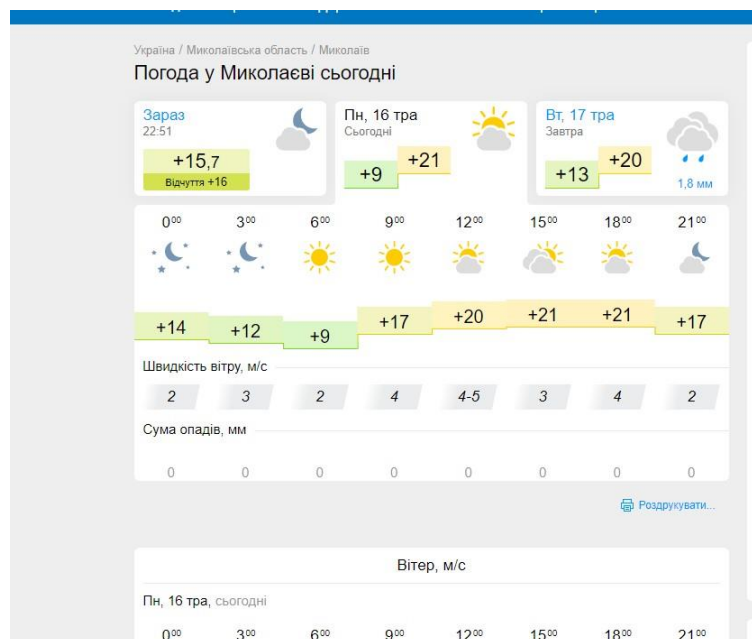 Україна / Миколаївська область / Миколаїв
Погода у Миколаєві сьогодні
Зараз
22:51
+15,7
Відчуття +16
Пн, 16 тра
Сьогодні
+9 +21
Вт, 17 тра
Завтра
+13 +20
1,8 мм
0⁰⁰ 3⁰⁰ 6⁰⁰ 9⁰⁰ 12⁰⁰ 15⁰⁰ 18⁰⁰ 21⁰⁰
+14 +12 +9 +17 +20 +21 +21 +17
Швидкість вітру, м/с
2 3 2 4 4-5 3 4 2
Сума опадів, мм
0 0 0 0 0 0 0 0
Роздрукувати...
Вітер, м/с
Пн, 16 тра, сьогодні
0⁰⁰ 3⁰⁰ 6⁰⁰ 9⁰⁰ 12⁰⁰ 15⁰⁰ 18⁰⁰ 21⁰⁰